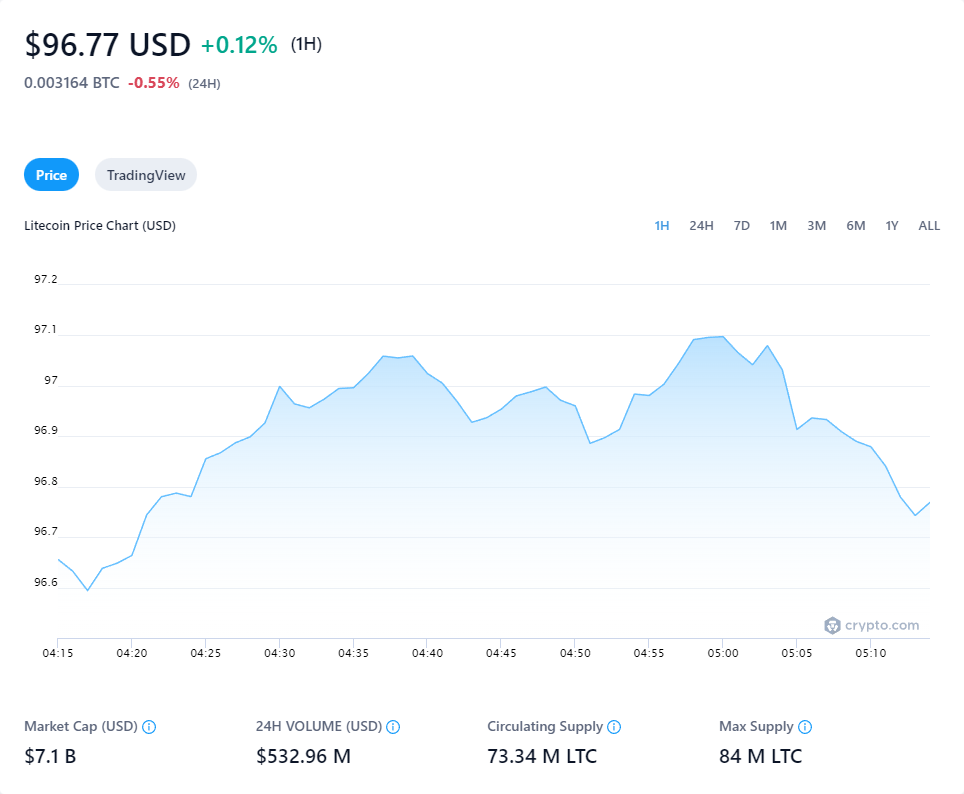 $96.77 USD +0.12% (1H)
0.003164 BTC -0.55% (24H)
Price TradingView
Litecoin Price Chart (USD) 1H 24H 7D 1M 3M 6M 1Y ALL
97.2
97.1
97
96.9
96.8
96.7
96.6
crypto.com
04:15 04:20 04:25 04:30 04:35 04:40 04:45 04:50 04:55 05:00 05:05 05:10
Market Cap (USD) 24H VOLUME (USD) Circulating Supply Max Supply
$7.1 B $532.96 M 73.34 M LTC 84 M LTC